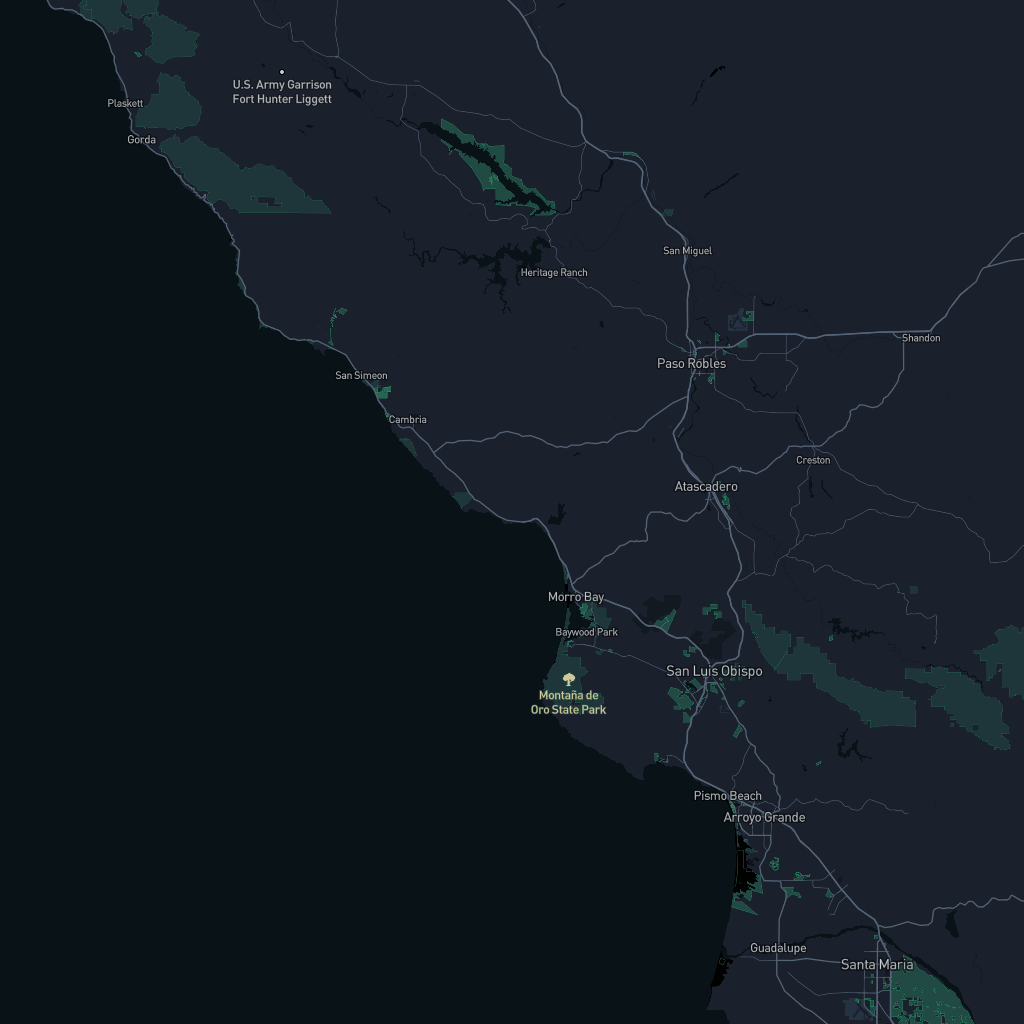 U.S. Army Garrison
Fort Hunter Liggett
Plaskett
Gorda
San Miguel
Heritage Ranch
Shandon
Paso Robles
San Simeon
Cambria
Creston
Atascadero
Morro Bay
Baywood Park
San Luis Obispo
Montaña de
Oro State Park
Pismo Beach
Arroyo Grande
Guadalupe
Santa Maria